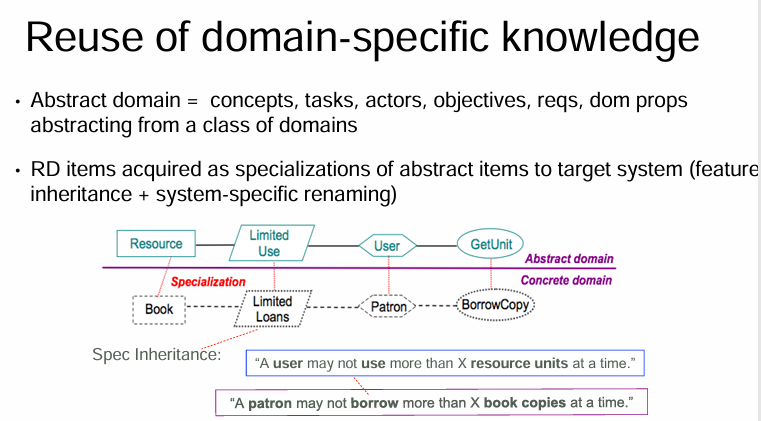 Reuse of domain-specific knowledge
• Abstract domain = concepts, tasks, actors, objectives, reqs, dom props
abstracting from a class of domains
• RD items acquired as specializations of abstract items to target system (feature
inheritance + system-specific renaming)
Resource
Limited
Use
User
GetUnit
Abstract domain
Specialization
Concrete domain
Book
Limited
Loans
Patron
BorrowCopy
Spec Inheritance:
“A user may not use more than X resource units at a time.”
“A patron may not borrow more than X book copies at a time.”